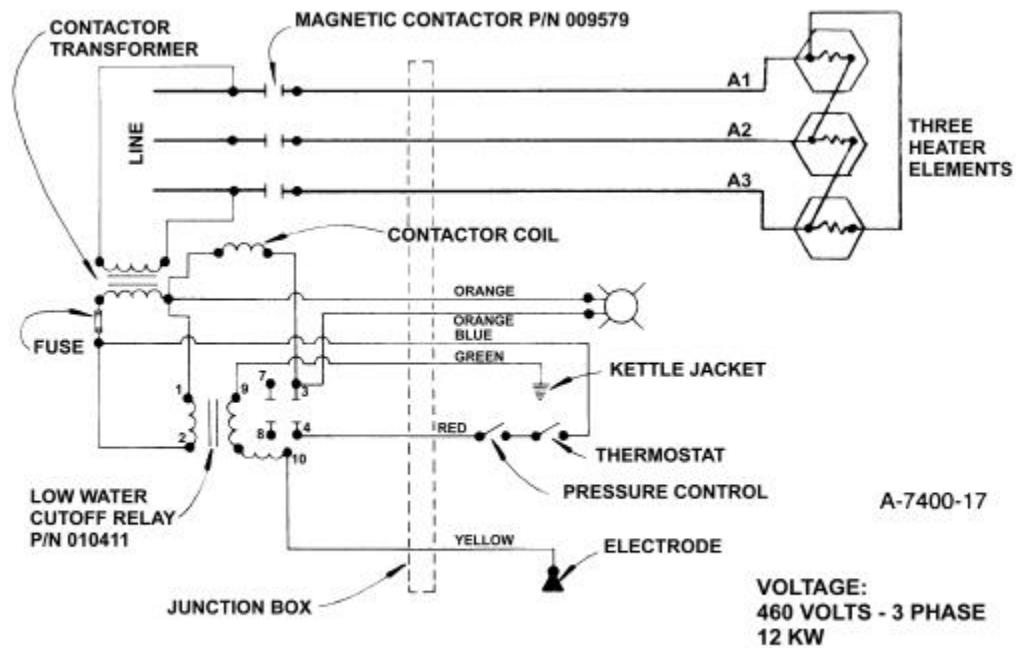 CONTACTOR
TRANSFORMER
MAGNETIC CONTACTOR P/N 009579
LINE
A1
A2
A3
THREE
HEATER
ELEMENTS
CONTACTOR COIL
FUSE
ORANGE
ORANGE
BLUE
GREEN
KETTLE JACKET
1
2
9
7
3
8
4
10
RED
THERMOSTAT
PRESSURE CONTROL
LOW WATER
CUTOFF RELAY
P/N 010411
YELLOW
ELECTRODE
JUNCTION BOX
A-7400-17
VOLTAGE:
460 VOLTS - 3 PHASE
12 KW